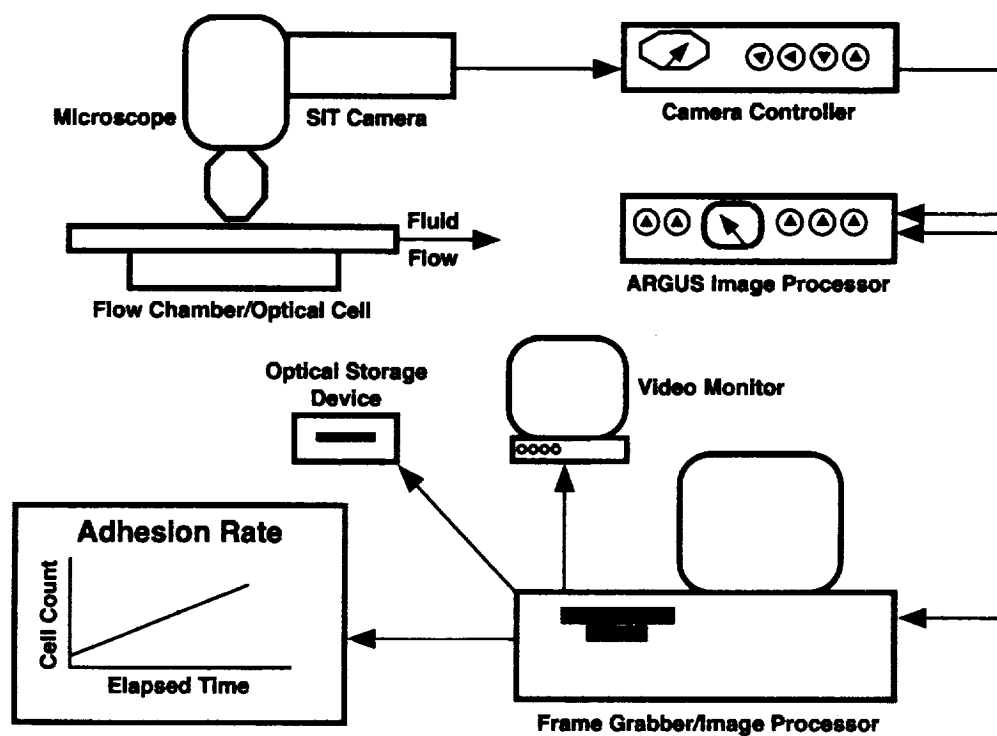 Microscope
SIT Camera
Camera Controller
Fluid
Flow
Flow Chamber/Optical Cell
ARGUS Image Processor
Optical Storage
Device
Video Monitor
Adhesion Rate
Cell Count
Elapsed Time
Frame Grabber/Image Processor